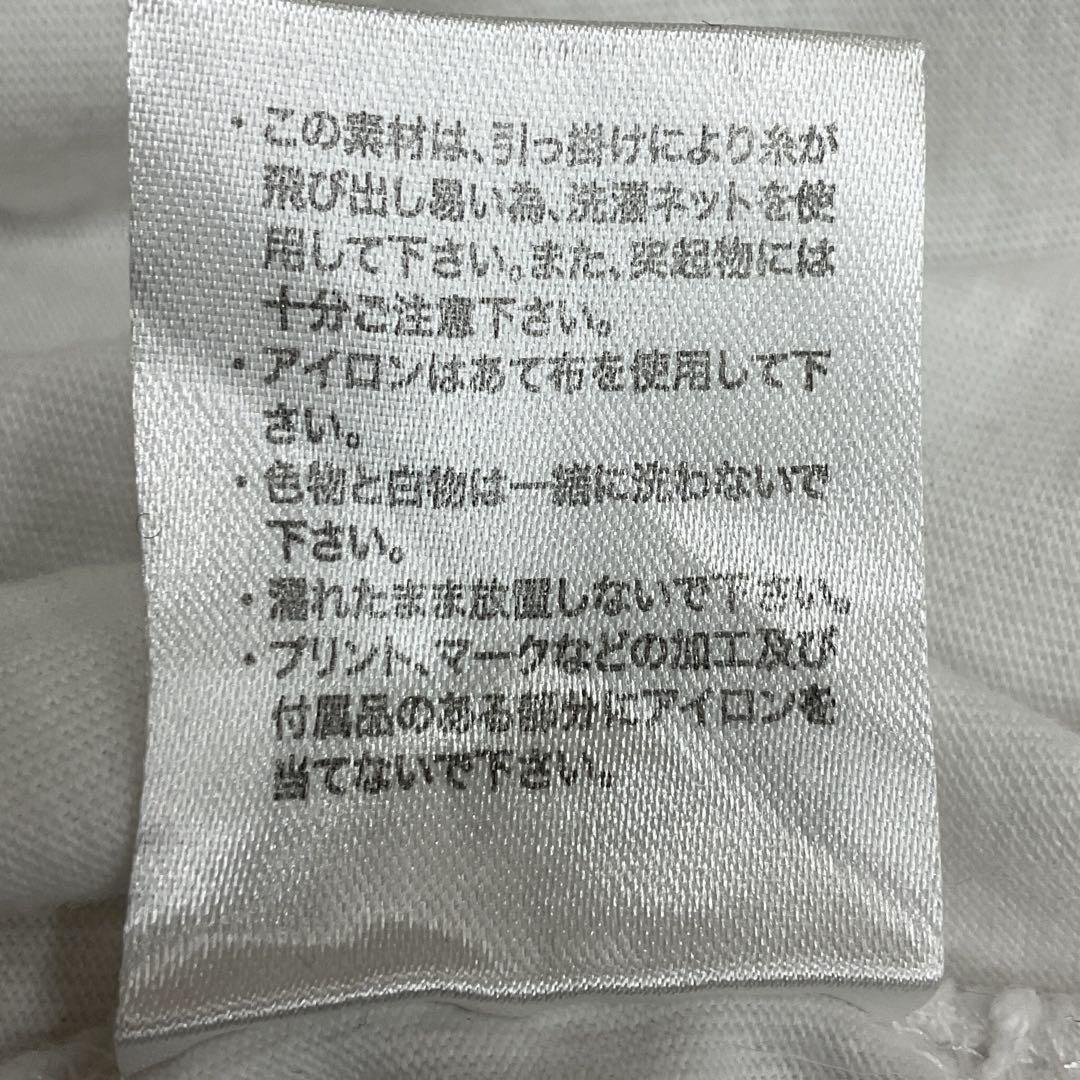 ・この素材は、引っ掛けにより糸が
飛び出し易い為、洗濯ネットを使
用して下さい。また、突起物には
十分ご注意下さい。
・アイロンはあて布を使用して下
さい。
・色物と白物は一緒に洗わないで
下さい。
・濡れたまま放置しないで下さい。
・プリント、マークなどの加工及び
付属品のある部分にアイロンを
当てないで下さい。